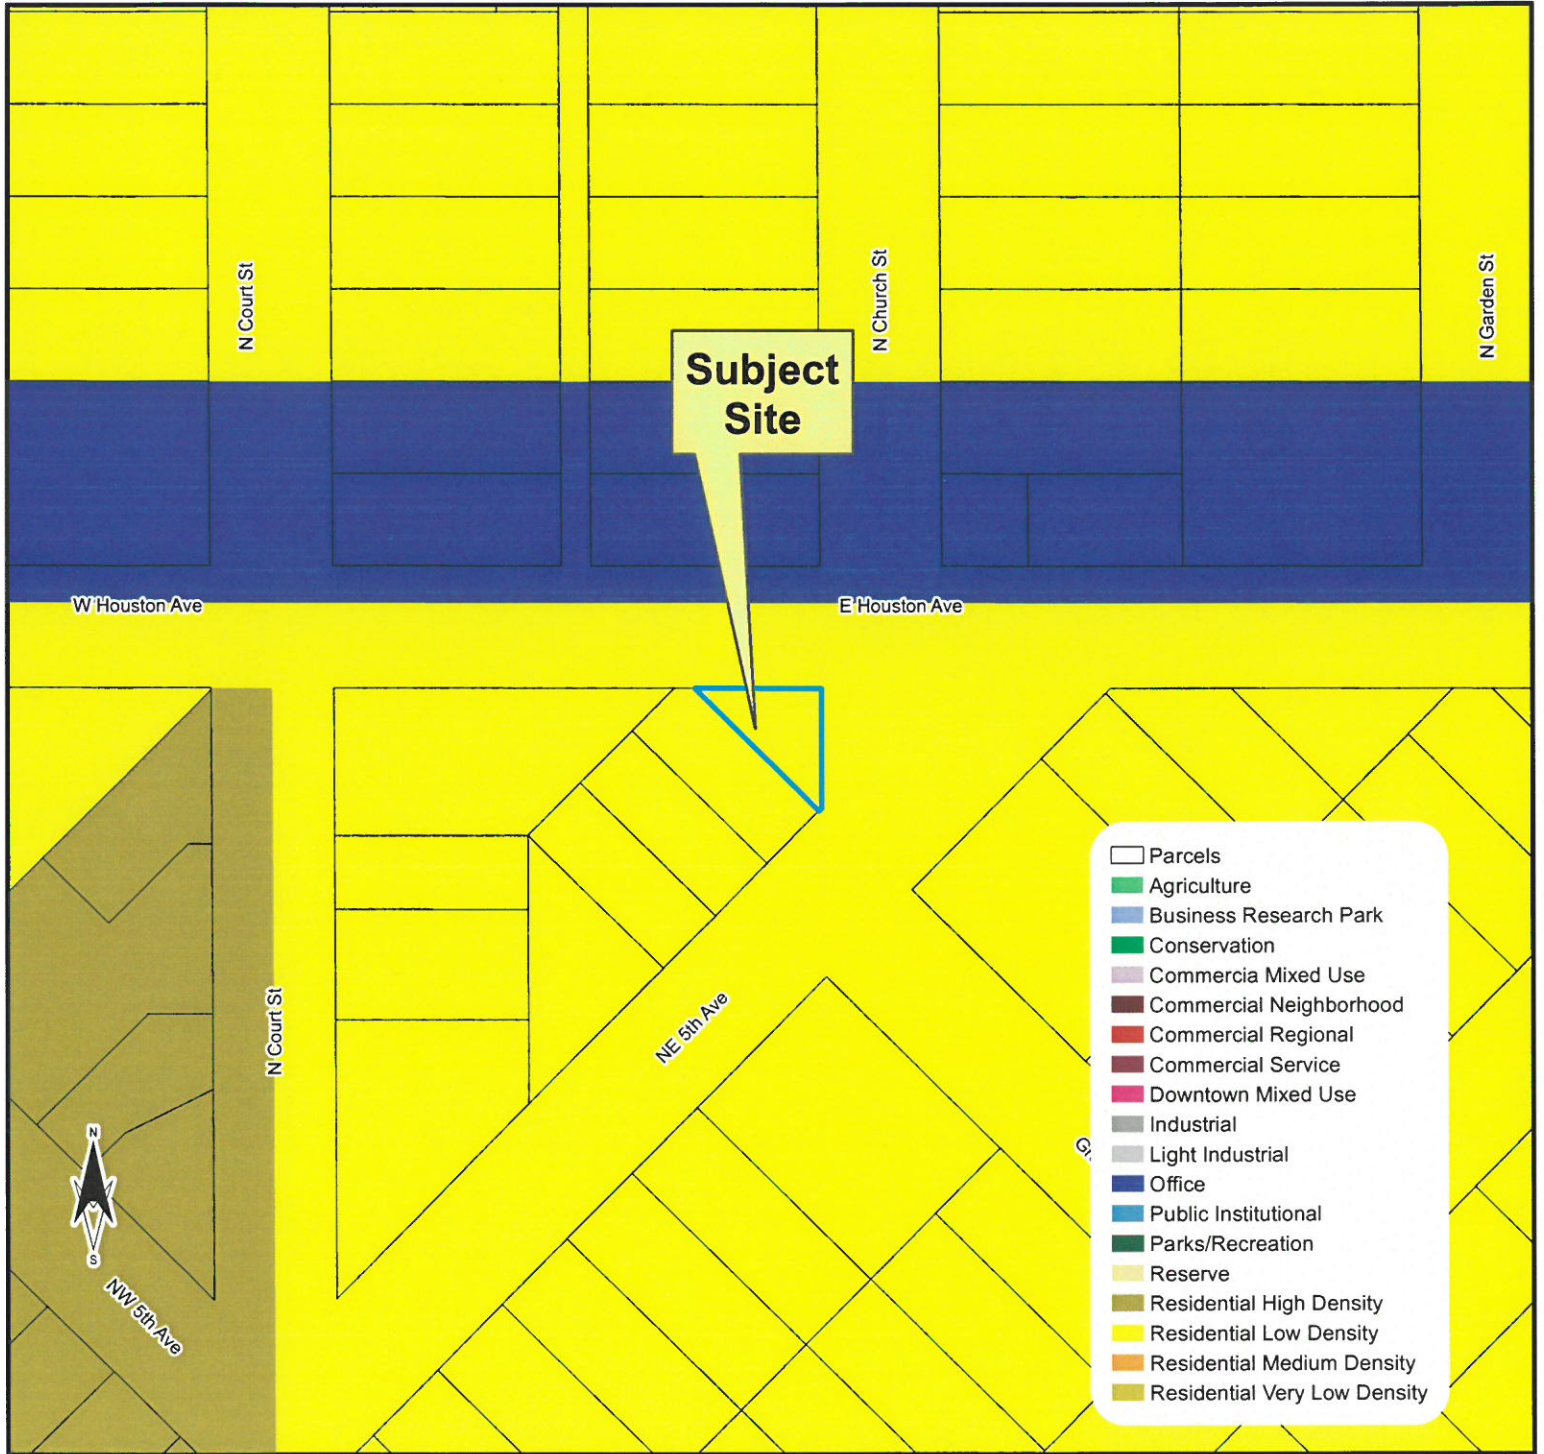 N Court St
N Church St
N Garden St
Subject
Site
W Houston Ave
E Houston Ave
N Court St
NE 5th Ave
N
S
NW 5th Ave
Parcels
Agriculture
Business Research Park
Conservation
Commercia Mixed Use
Commercial Neighborhood
Commercial Regional
Commercial Service
Downtown Mixed Use
Industrial
Light Industrial
Office
Public Institutional
Parks/Recreation
Reserve
Residential High Density
Residential Low Density
Residential Medium Density
Residential Very Low Density